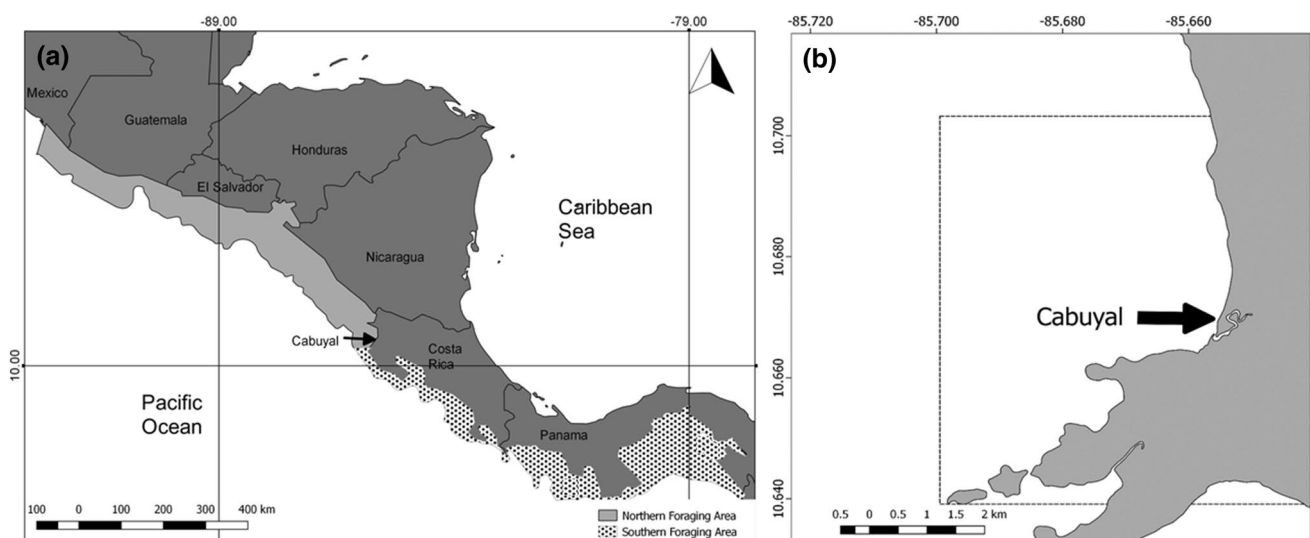 -89.00
-79.00
(a)
Mexico
Guatemala
Honduras
El Salvador
Nicaragua
Caribbean
Sea
Cabuyal
Costa
Rica
10.00
Pacific
Ocean
Panama
100 0 100 200 300 400 km
Northern Foraging Area
Southern Foraging Area
-85.720
-85.700
-85.680
-85.660
(b)
10.700
10.680
Cabuyal
10.660
10.640
0.5 0 0.5 1 1.5 2 km